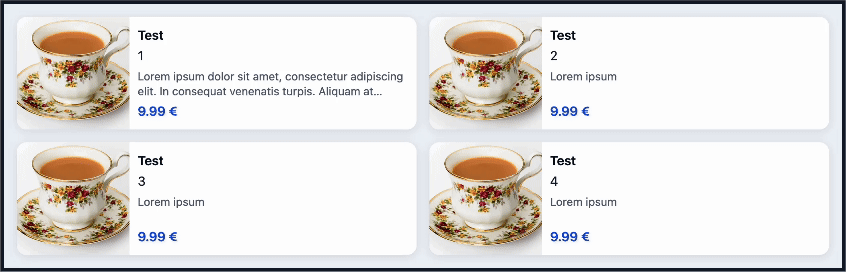 Test
1
Lorem ipsum dolor sit amet, consectetur adipiscing
elit. In consequat venenatis turpis. Aliquam at...
9.99 €
Test
2
Lorem ipsum
9.99 €
Test
3
Lorem ipsum
9.99 €
Test
4
Lorem ipsum
9.99 €